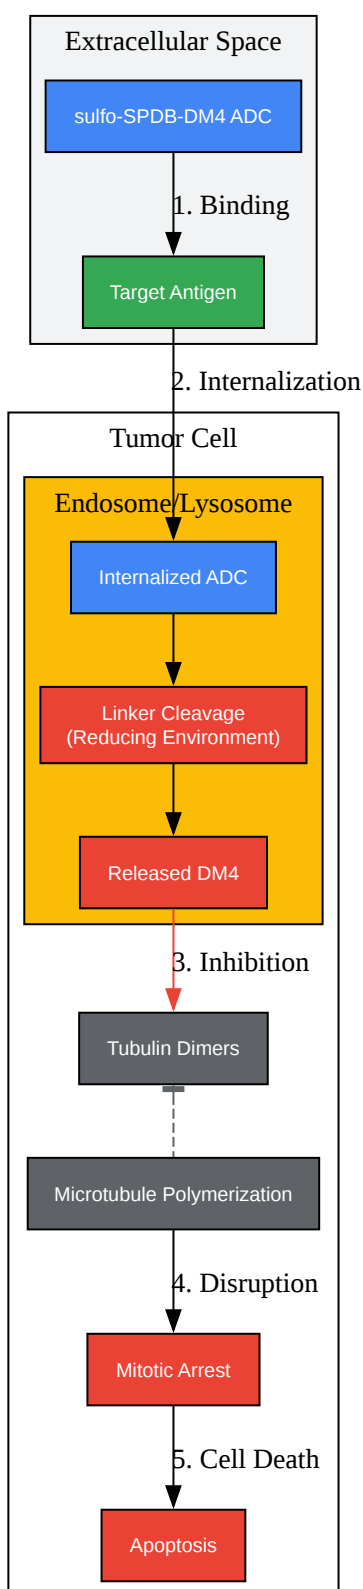 Extracellular Space
sulfo-SPDB-DM4 ADC
1. Binding
Target Antigen
2. Internalization
Tumor Cell
Endosome/Lysosome
Internalized ADC
Linker Cleavage
(Reducing Environment)
Released DM4
3. Inhibition
Tubulin Dimers
Microtubule Polymerization
4. Disruption
Mitotic Arrest
5. Cell Death
Apoptosis